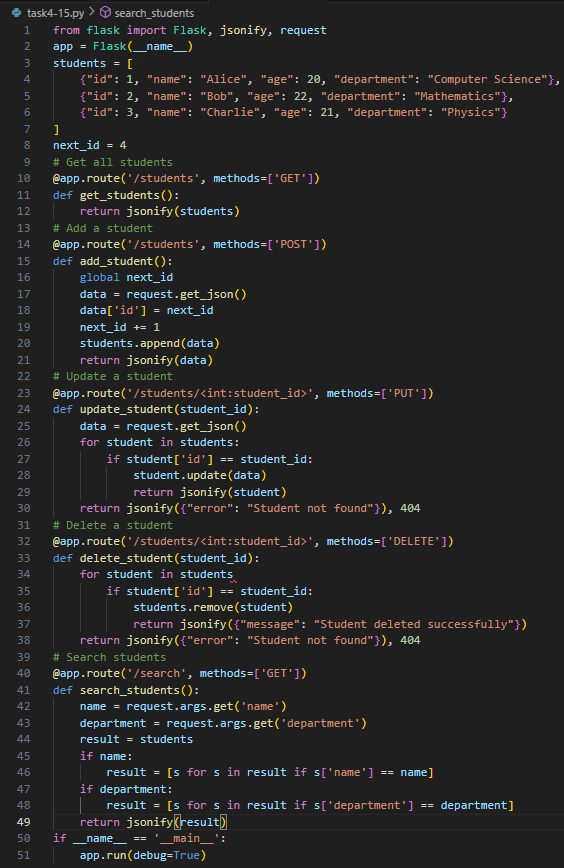 task4-15.py > search_students
1 from flask import Flask, jsonify, request
2 app = Flask(__name__)
3 students = [
4     {"id": 1, "name": "Alice", "age": 20, "department": "Computer Science"},
5     {"id": 2, "name": "Bob", "age": 22, "department": "Mathematics"},
6     {"id": 3, "name": "Charlie", "age": 21, "department": "Physics"}
7 ]
8 next_id = 4
9 # Get all students
10 @app.route('/students', methods=['GET'])
11 def get_students():
12     return jsonify(students)
13 # Add a student
14 @app.route('/students', methods=['POST'])
15 def add_student():
16     global next_id
17     data = request.get_json()
18     data['id'] = next_id
19     next_id += 1
20     students.append(data)
21     return jsonify(data)
22 # Update a student
23 @app.route('/students/<int:student_id>', methods=['PUT'])
24 def update_student(student_id):
25     data = request.get_json()
26     for student in students:
27         if student['id'] == student_id:
28             student.update(data)
29             return jsonify(student)
30     return jsonify({"error": "Student not found"}), 404
31 # Delete a student
32 @app.route('/students/<int:student_id>', methods=['DELETE'])
33 def delete_student(student_id):
34     for student in students
35         if student['id'] == student_id:
36             students.remove(student)
37             return jsonify({"message": "Student deleted successfully"})
38     return jsonify({"error": "Student not found"}), 404
39 # Search students
40 @app.route('/search', methods=['GET'])
41 def search_students():
42     name = request.args.get('name')
43     department = request.args.get('department')
44     result = students
45     if name:
46         result = [s for s in result if s['name'] == name]
47     if department:
48         result = [s for s in result if s['department'] == department]
49     return jsonify(result)
50 if __name__ == '__main__':
51     app.run(debug=True)